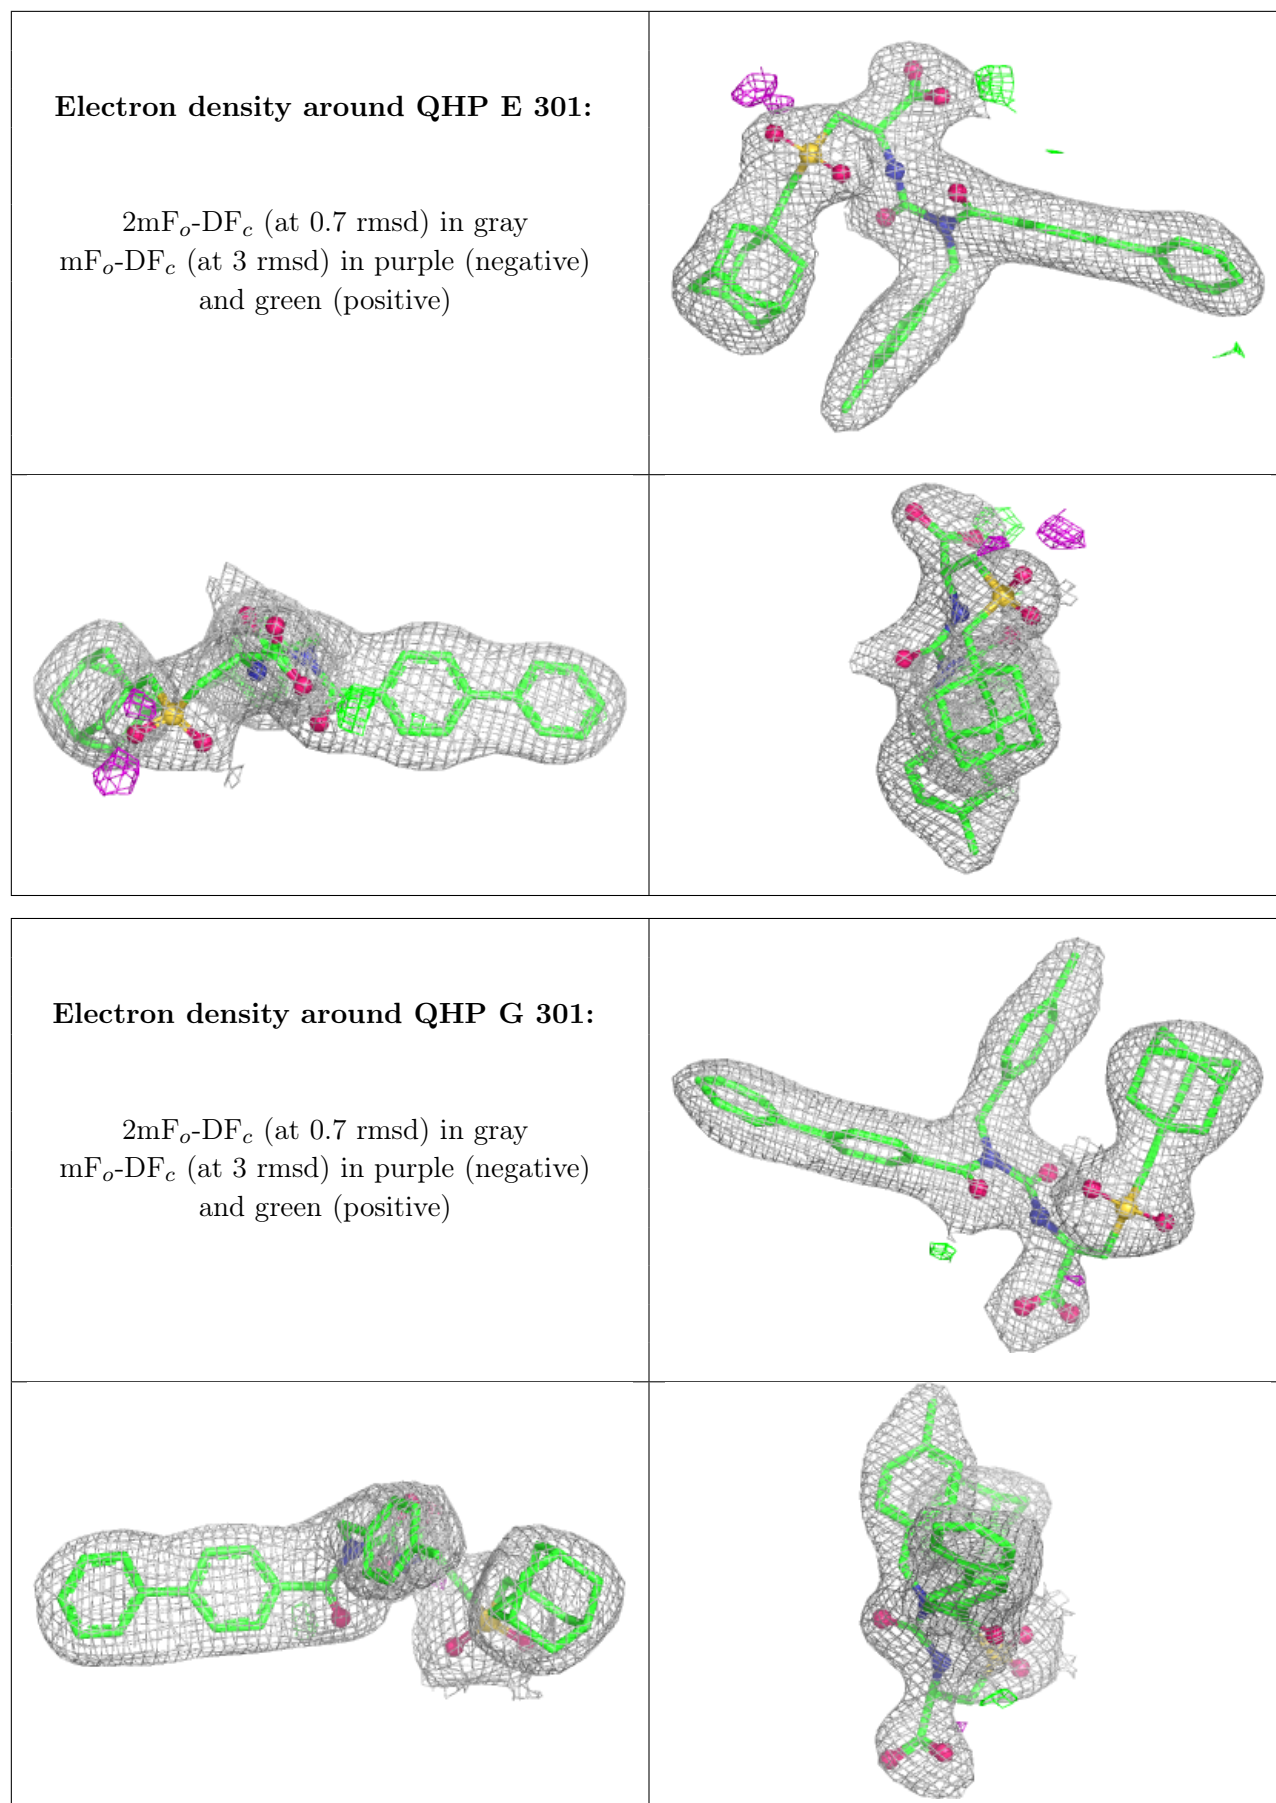 Electron density around QHP E 301:
2mFo-DFc (at 0.7 rmsd) in gray
mFo-DFc (at 3 rmsd) in purple (negative)
and green (positive)
Electron density around QHP G 301:
2mFo-DFc (at 0.7 rmsd) in gray
mFo-DFc (at 3 rmsd) in purple (negative)
and green (positive)